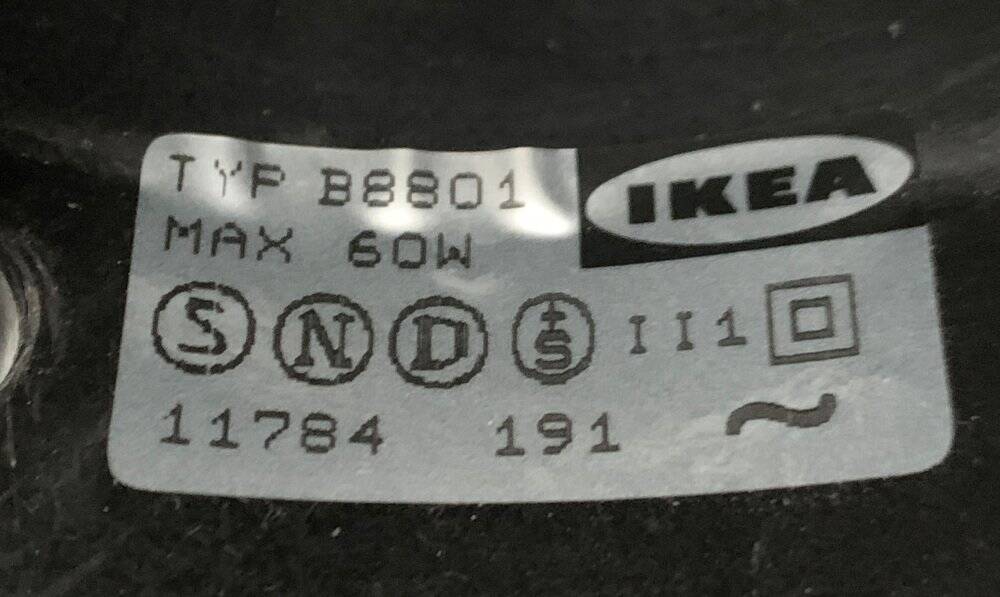 TYP B8801
IKEA
MAX 60W
S N D S II1
11784 191 ~